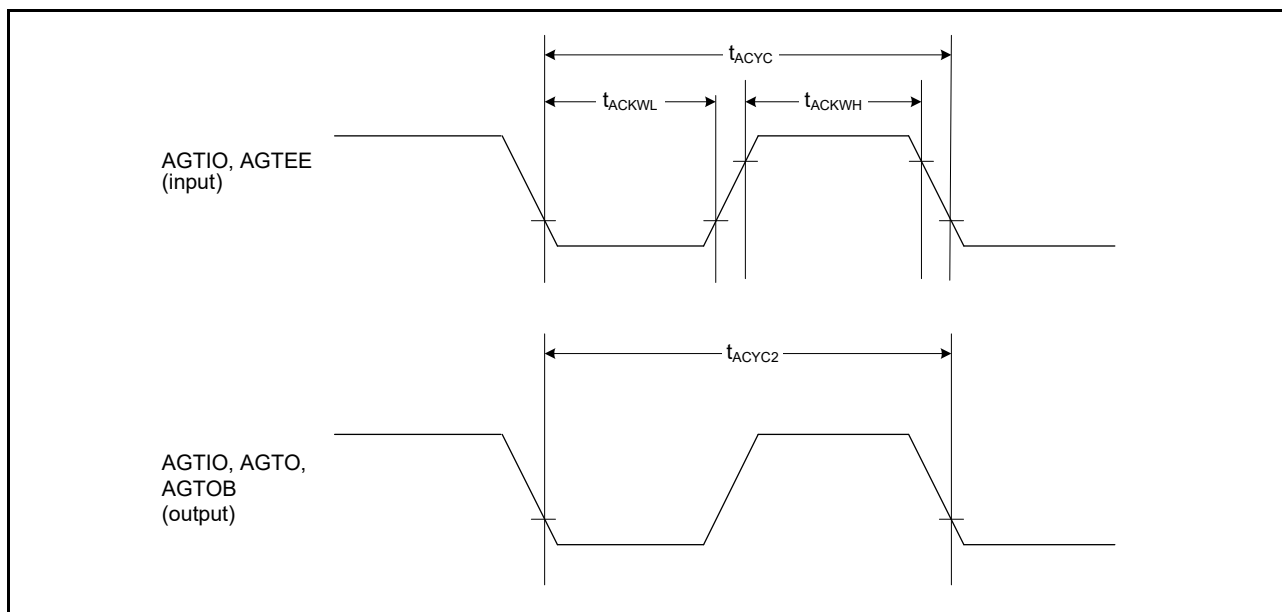 tACYC
tACKWL
tACKWH
AGTIO, AGTEE
(input)
tACYC2
AGTIO, AGTO,
AGTOB
(output)